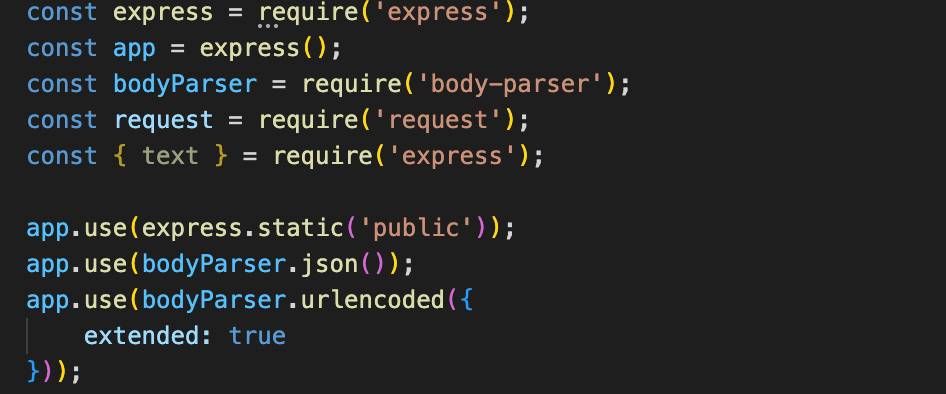 const express = require('express');
const app = express();
const bodyParser = require('body-parser');
const request = require('request');
const { text } = require('express');
app.use(express.static('public'));
app.use(bodyParser.json());
app.use(bodyParser.urlencoded({
    extended: true
}));